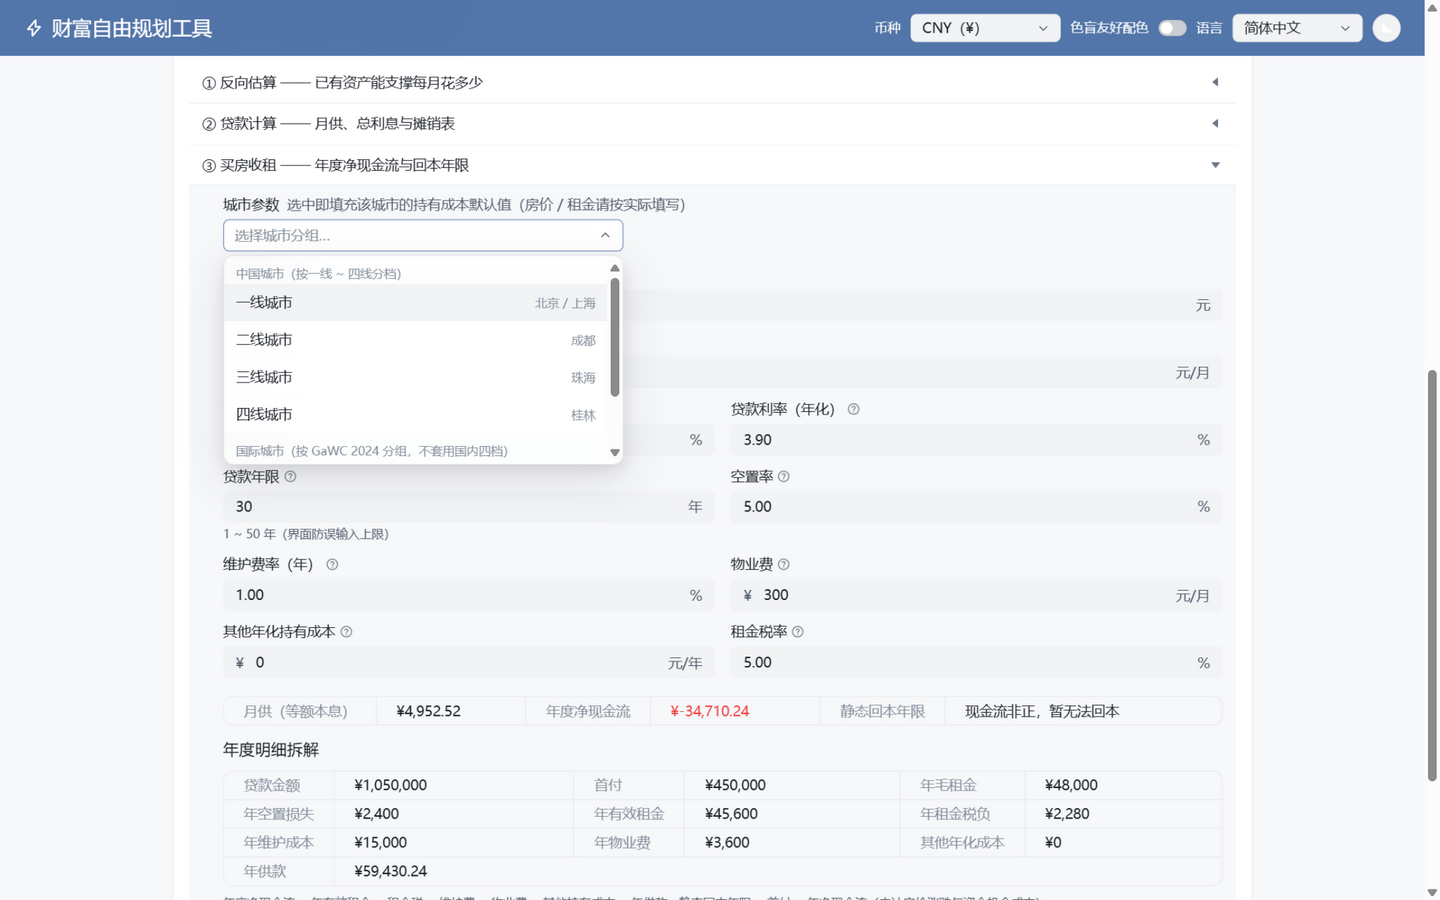 财富自由规划工具 币种 CNY (¥) 色盲友好配色 语言 简体中文
① 反向估算 —— 已有资产能支撑每月花多少
② 贷款计算 —— 月供、总利息与摊销表
③ 买房收租 —— 年度净现金流与回本年限
城市参数 选中即填充该城市的持有成本默认值（房价 / 租金请按实际填写）
选择城市分组...
中国城市（按一线 ~ 四线分档）
一线城市 北京 / 上海
元
二线城市 成都
三线城市 珠海
元/月
四线城市 桂林
国际城市（按 GaWC 2024 分组，不套用国内四档）
贷款利率（年化）
%
3.90 %
贷款年限 空置率
30 年 5.00 %
1 ~ 50 年（界面防误输入上限）
维护费率（年） 物业费
1.00 % ¥ 300 元/月
其他年化持有成本 租金税率
¥ 0 元/年 5.00 %
月供（等额本息） ¥4,952.52 年度净现金流 ¥-34,710.24 静态回本年限 现金流非正，暂无法回本
年度明细拆解
贷款金额 ¥1,050,000 首付 ¥450,000 年毛租金 ¥48,000
年空置损失 ¥2,400 年有效租金 ¥45,600 年租金税负 ¥2,280
年维护成本 ¥15,000 年物业费 ¥3,600 其他年化成本 ¥0
年供款 ¥59,430.24